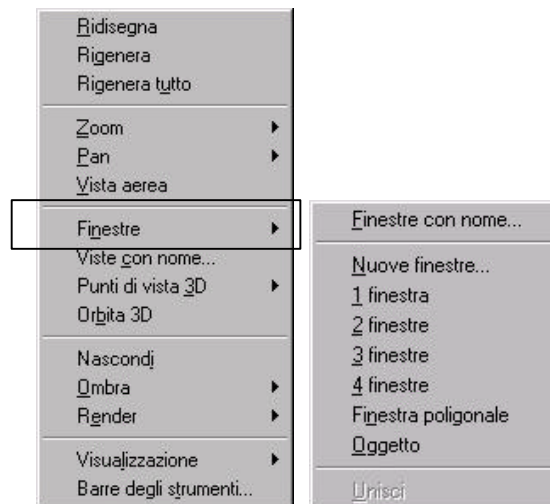 Ridisegna
Rigenera
Rigenera tutto
Zoom
Pan
Vista aerea
Finestre
Viste con nome...
Punti di vista 3D
Orbita 3D
Nascondi
Ombra
Render
Visualizzazione
Barre degli strumenti...
Finestre con nome...
Nuove finestre...
1 finestra
2 finestre
3 finestre
4 finestre
Finestra poligonale
Oggetto
Unisci